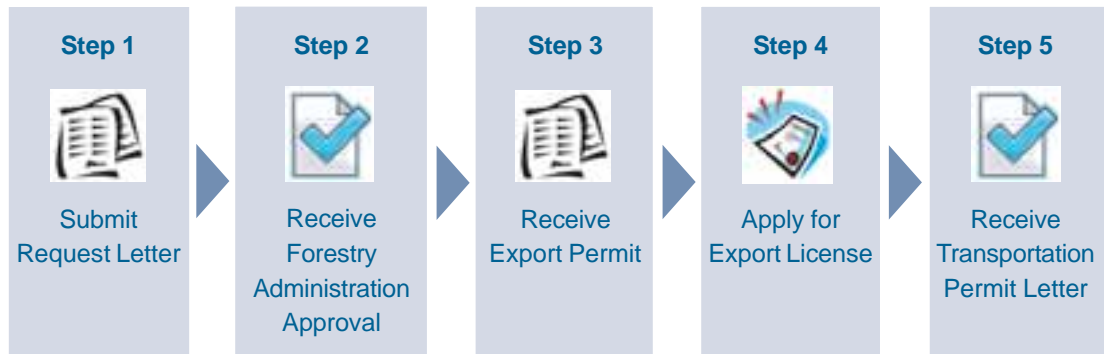 Step 1
Submit
Request Letter
Step 2
Receive
Forestry
Administration
Approval
Step 3
Receive
Export Permit
Step 4
Apply for
Export License
Step 5
Receive
Transportation
Permit Letter